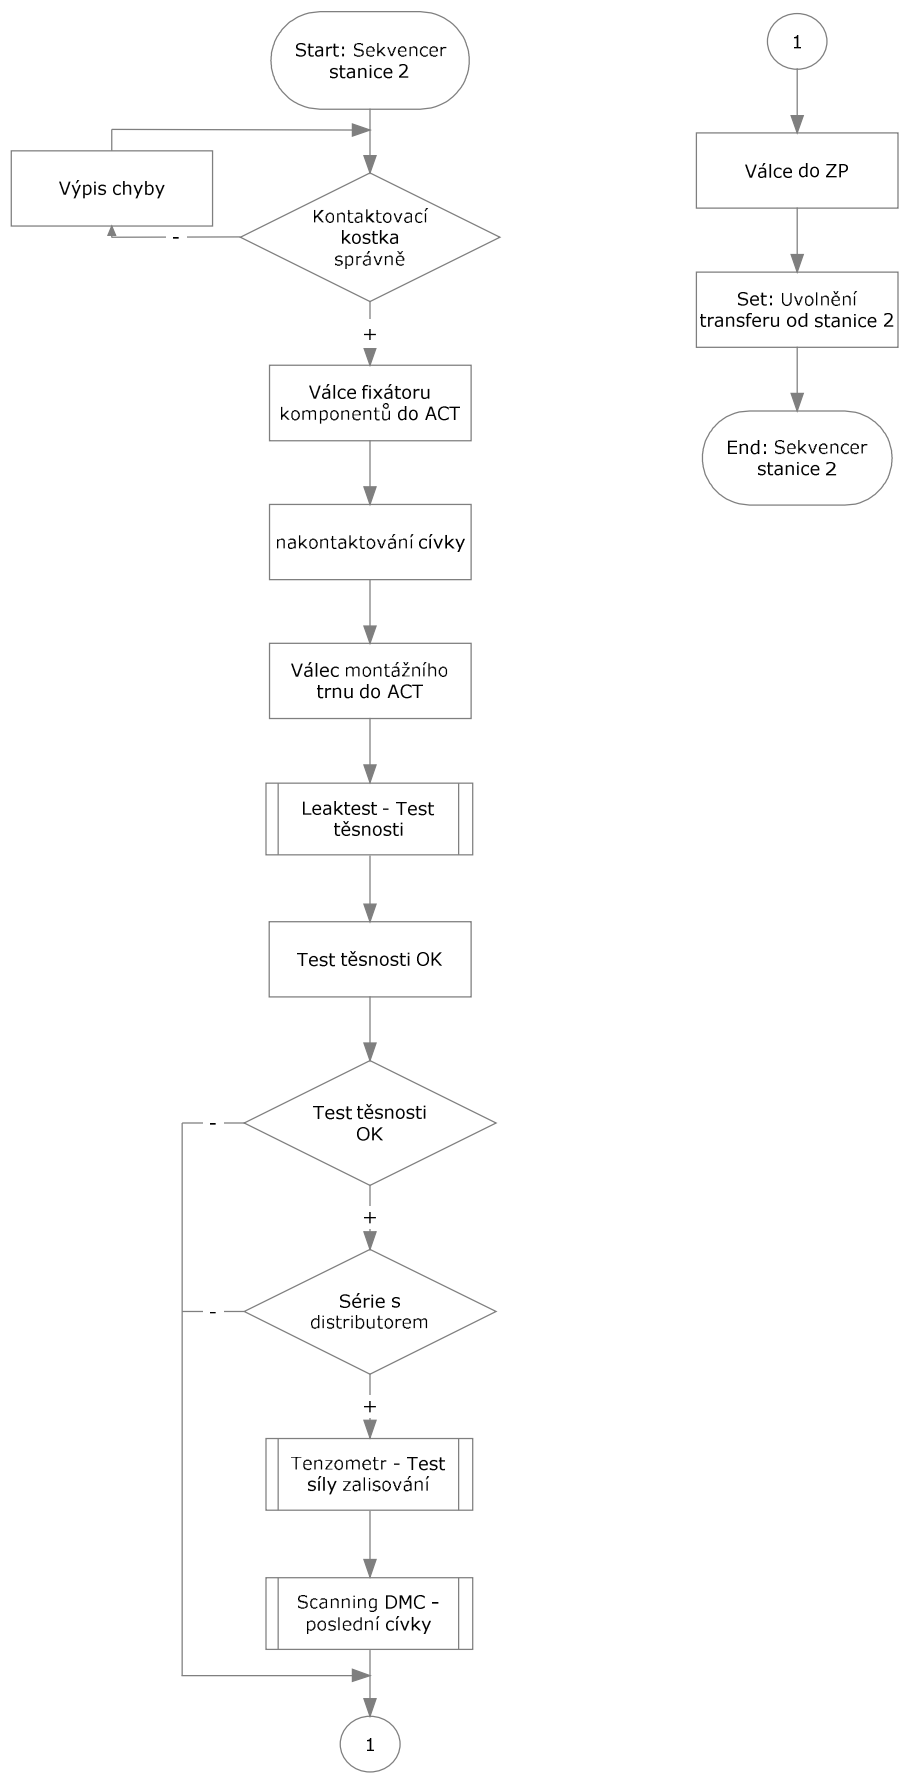 Start: Sekvencer
stanice 2
Výpis chyby
Kontaktovací
kostka
správně
-
+
Válce fixátoru
komponentů do ACT
nakontaktování cívky
Válec montážního
trnu do ACT
Leaktest - Test
těsnosti
Test těsnosti OK
Test těsnosti
OK
-
+
Série s
distributorem
-
+
Tenzometr - Test
síly zalisování
Scanning DMC -
poslední cívky
1
1
Válce do ZP
Set: Uvolnění
transferu od stanice 2
End: Sekvencer
stanice 2